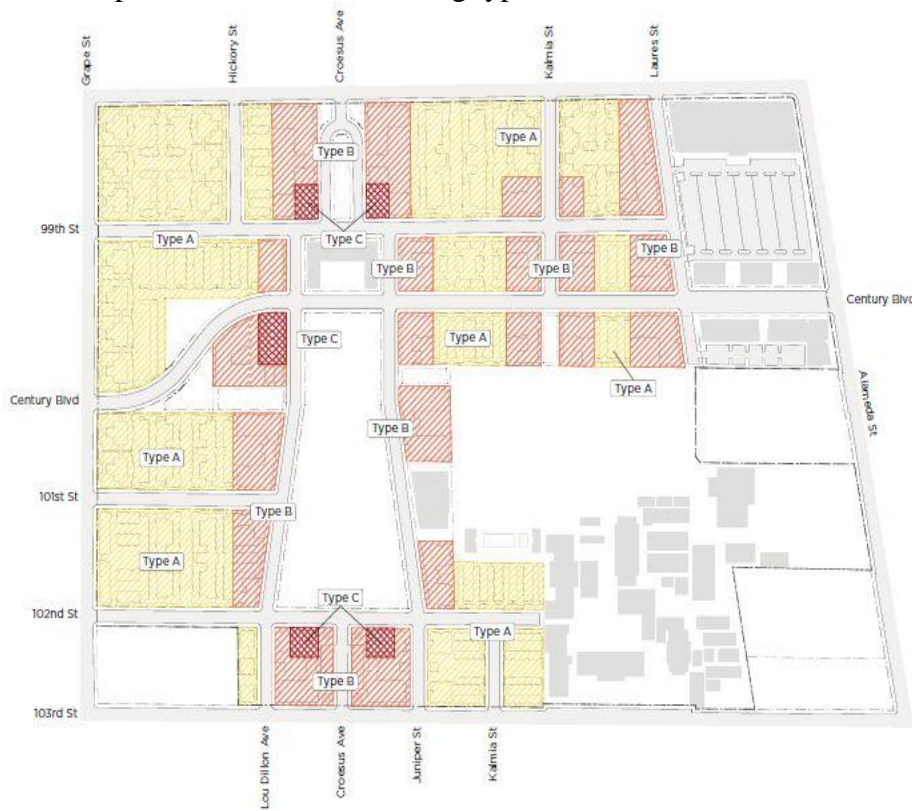 Grape St
Hickory St
Croesus Ave
Kalmia St
Laures St
Type A
Type B
99th St
Type A
Type C
Type B
Type B
Type B
Century Blvd
Type C
Type A
Type A
Alameda St
Century Blvd
Type B
Type A
101st St
Type B
Type A
Type C
102nd St
Type A
Type B
103rd St
Lou Dillon Ave
Croesus Ave
Juniper St
Kalmia St